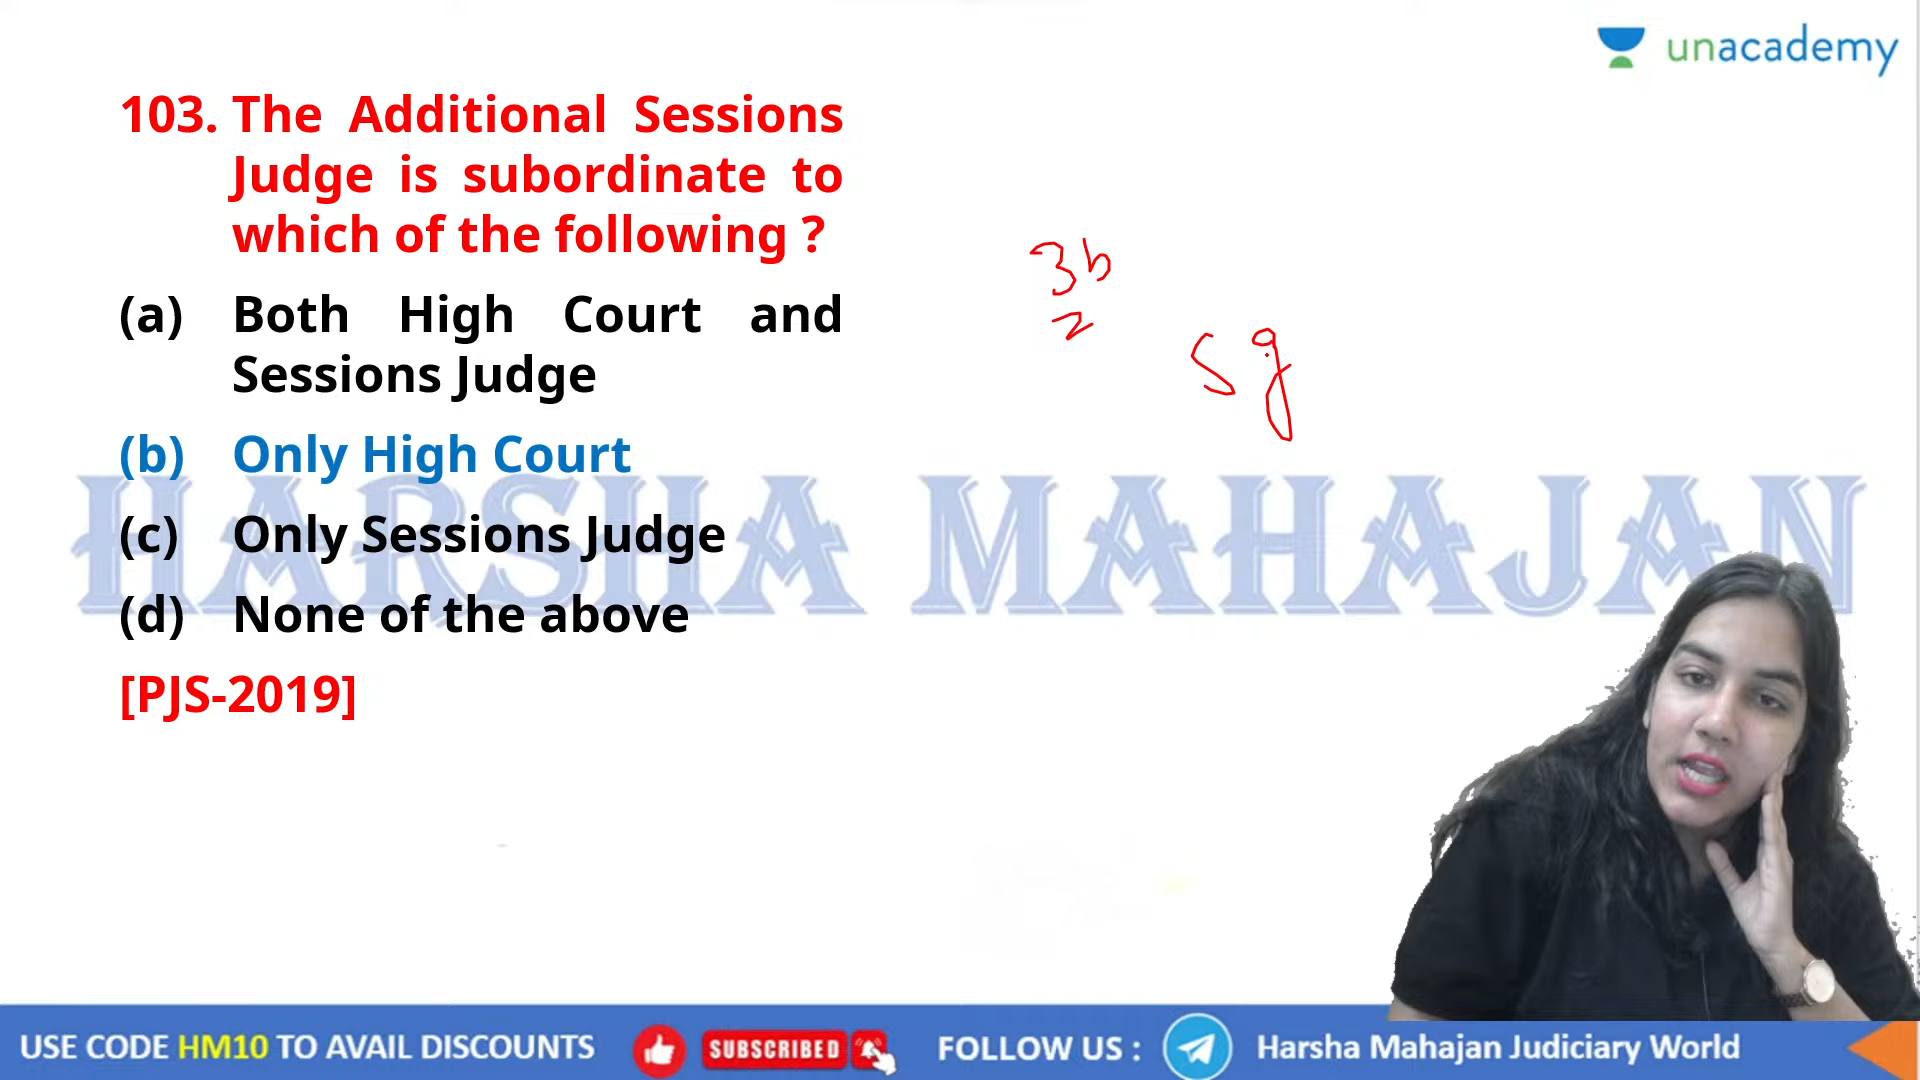 unacademy
103. The Additional Sessions
Judge is subordinate to
which of the following ?
(a) Both High Court and
Sessions Judge
(b) Only High Court
(c) Only Sessions Judge
(d) None of the above
[PJS-2019]
3b
2
HARSHA MAHAJAN
USE CODE HM10 TO AVAIL DISCOUNTS
SUBSCRIBED
FOLLOW US :
Harsha Mahajan Judiciary World